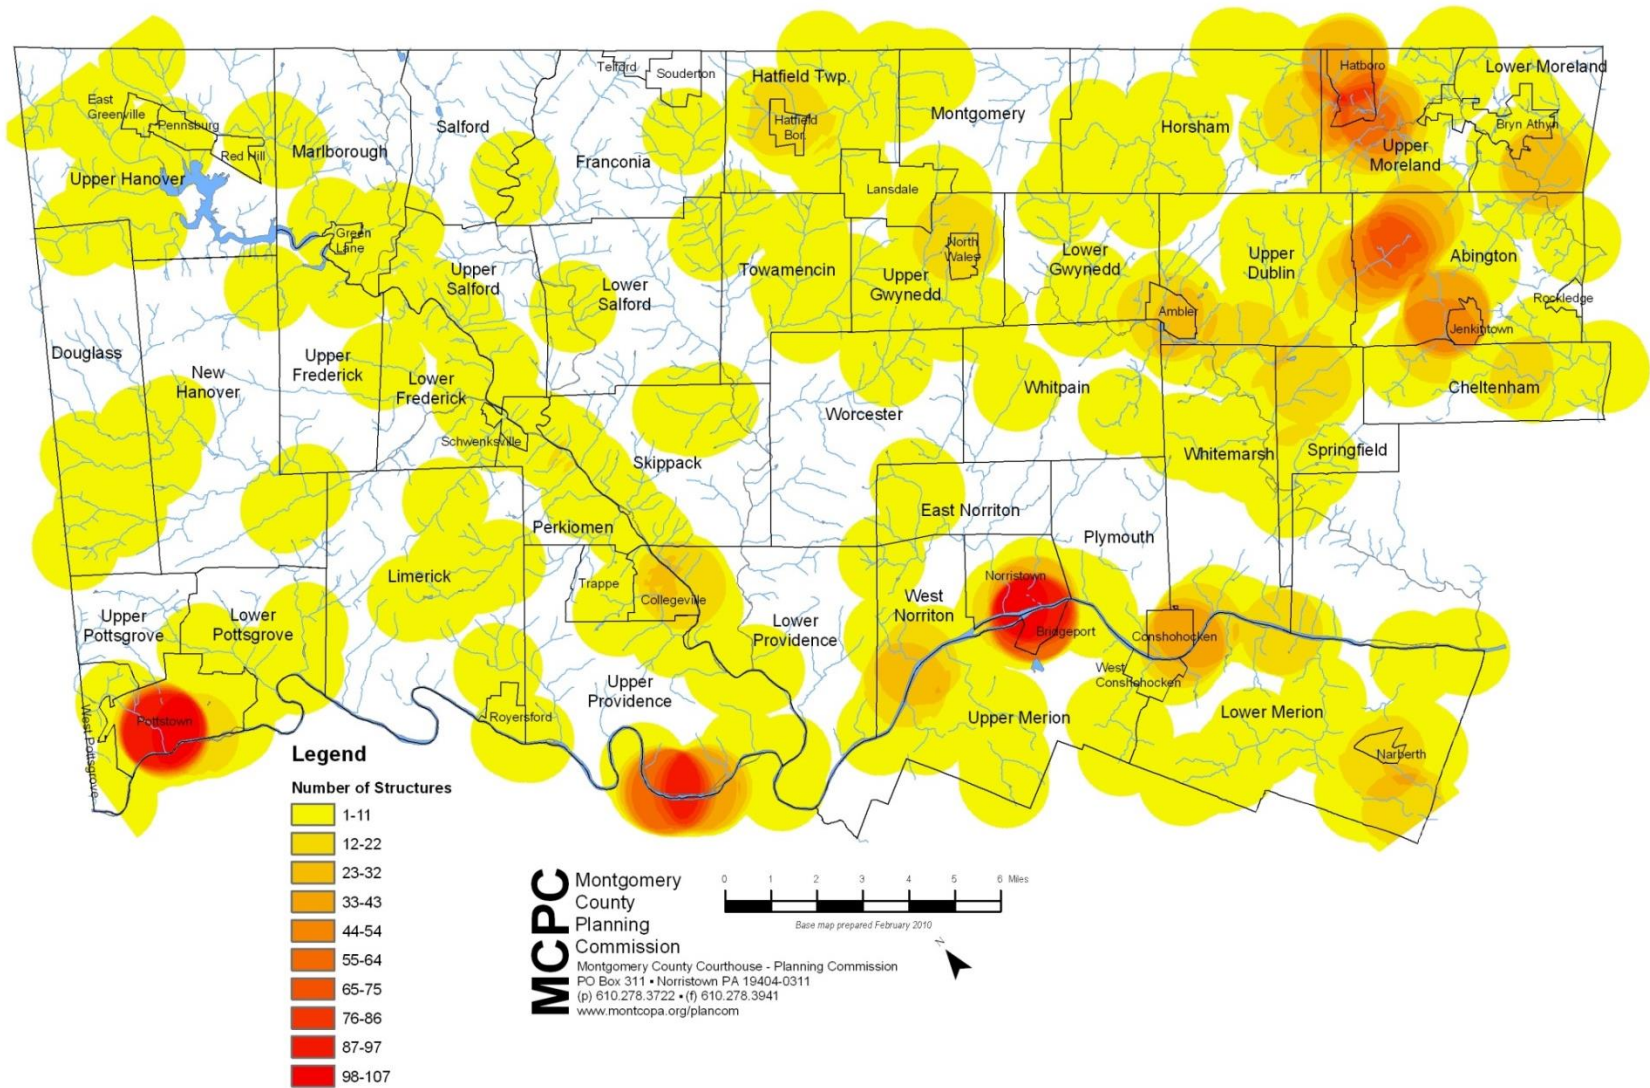 Telford
Souderton
Hatfield Twp.
Hatboro
Lower Moreland
East
Greenville
Pennsburg
Salford
Hatfield
Bor.
Montgomery
Horsham
Bryn Athyn
Red Hill
Marlborough
Franconia
Upper
Moreland
Upper Hanover
Lansdale
Green
Lane
North
Wales
Upper
Salford
Lower
Salford
Towamencin
Upper
Gwynedd
Lower
Gwynedd
Upper
Dublin
Abington
Rockledge
Ambler
Jenkintown
Douglass
New
Hanover
Upper
Frederick
Lower
Frederick
Worcester
Whitpain
Cheltenham
Schwenksville
Skippack
Whitemarsh
Springfield
Perkiomen
East Norriton
Plymouth
Limerick
Trappe
Collegeville
Norristown
West
Norriton
Upper
Pottsgrove
Lower
Pottsgrove
Lower
Providence
Bridgeport
Conshohocken
West
Conshohocken
Upper
Providence
Pottstown
West Pottsgrove
Royersford
Upper Merion
Lower Merion
Narberth
Legend
Number of Structures
1-11
12-22
23-32
33-43
44-54
55-64
65-75
76-86
87-97
98-107
MCPC
Montgomery
County
Planning
Commission
Montgomery County Courthouse - Planning Commission
PO Box 311 • Norristown PA 19404-0311
(p) 610.278.3722 • (f) 610.278.3941
www.montcopa.org/plancom
0 1 2 3 4 5 6 Miles
Base map prepared February 2010
N